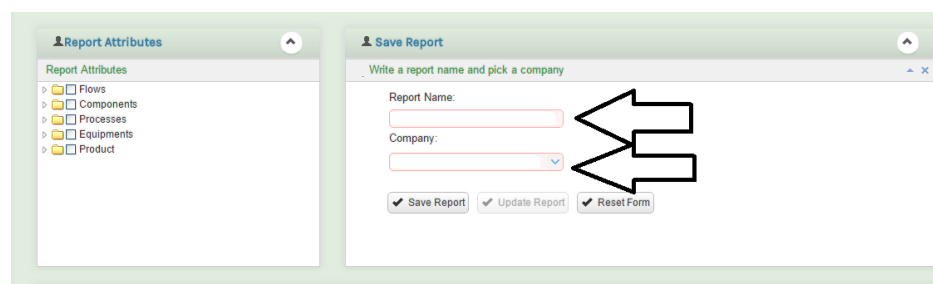 Report Attributes
Report Attributes
Flows
Components
Processes
Equipments
Product
Save Report
Write a report name and pick a company
Report Name:
Company:
Save Report
Update Report
Reset Form